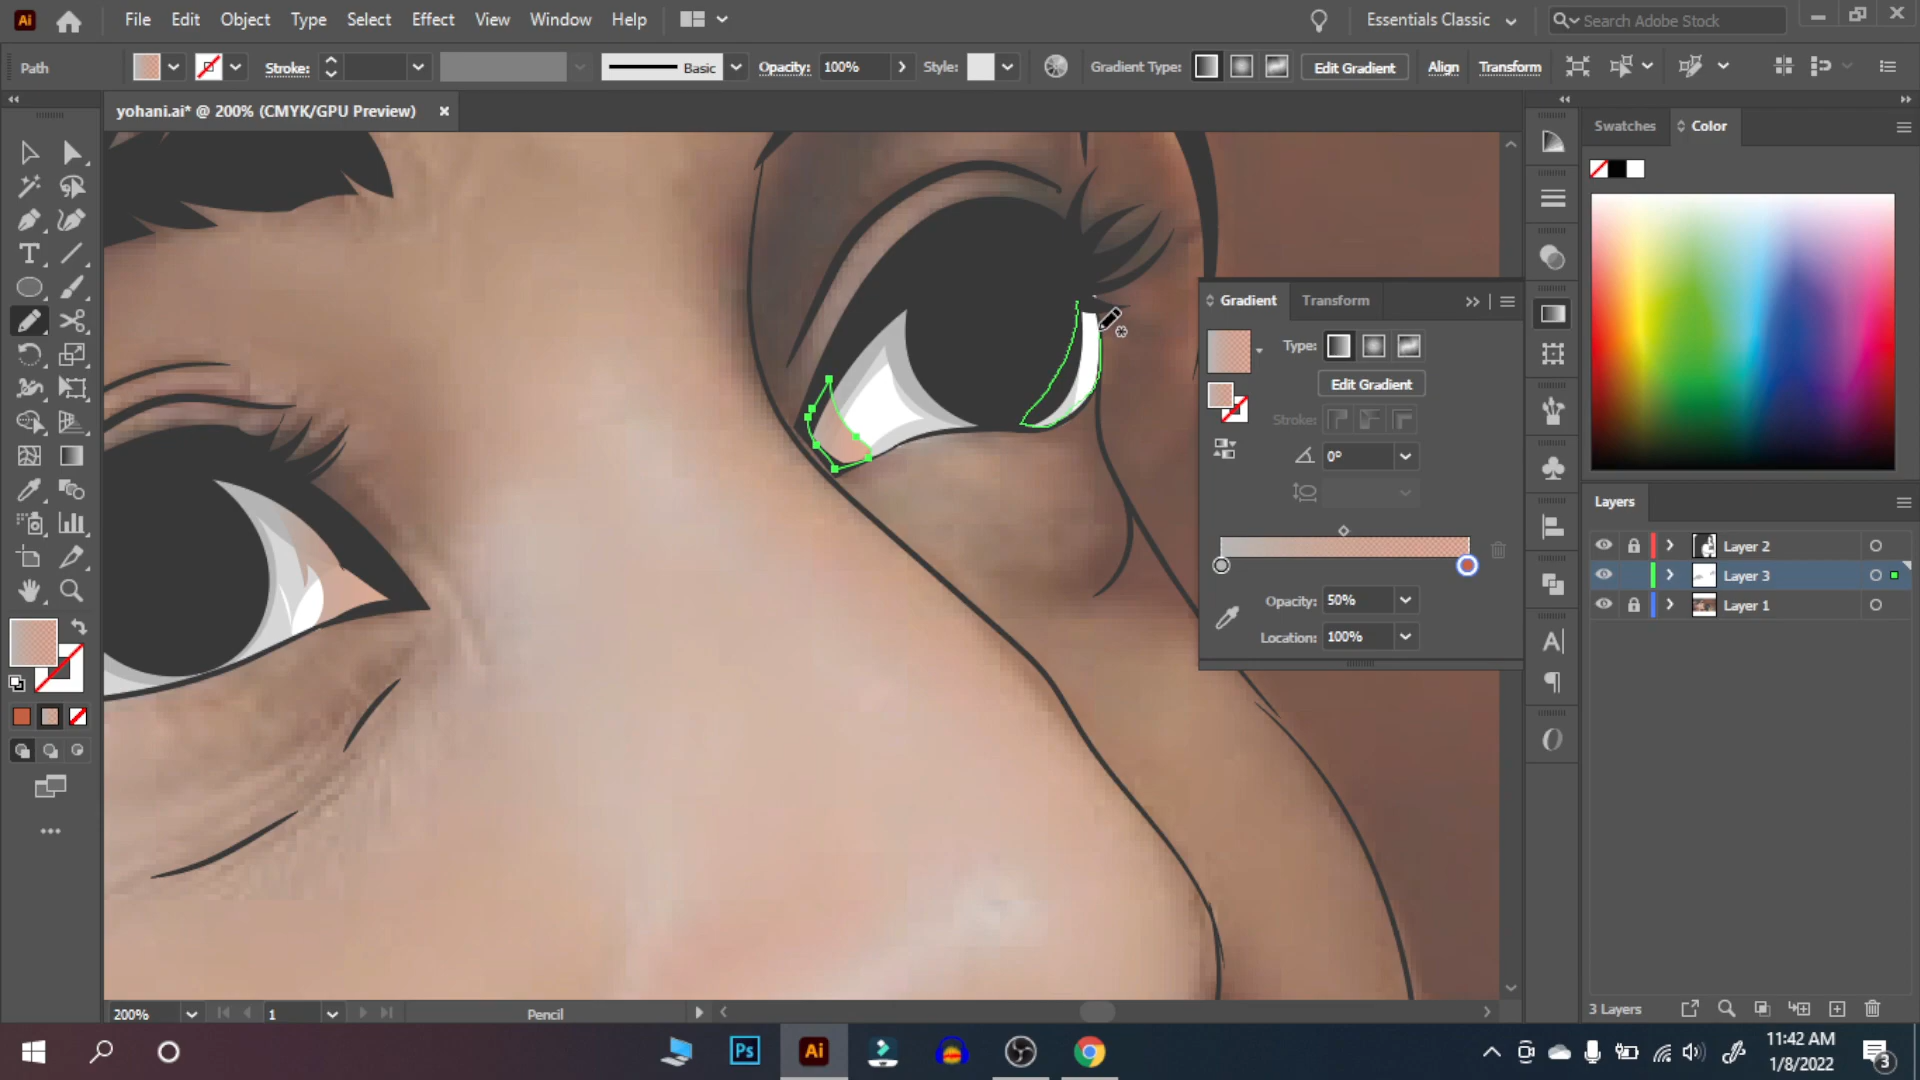 Ai File Edit Object Type Select Effect View Window Help Essentials Classic Search Adobe Stock
Path Stroke: Basic Opacity: 100% Style: Gradient Type: Edit Gradient Align Transform
yohani.ai* @ 200% (CMYK/GPU Preview) ×
Swatches Color
Gradient Transform
Type:
Edit Gradient
Stroke:
0°
Opacity: 50%
Location: 100%
Layers
Layer 2
Layer 3
Layer 1
3 Layers
200% 1 Pencil
Ps Ai
11:42 AM
1/8/2022
3